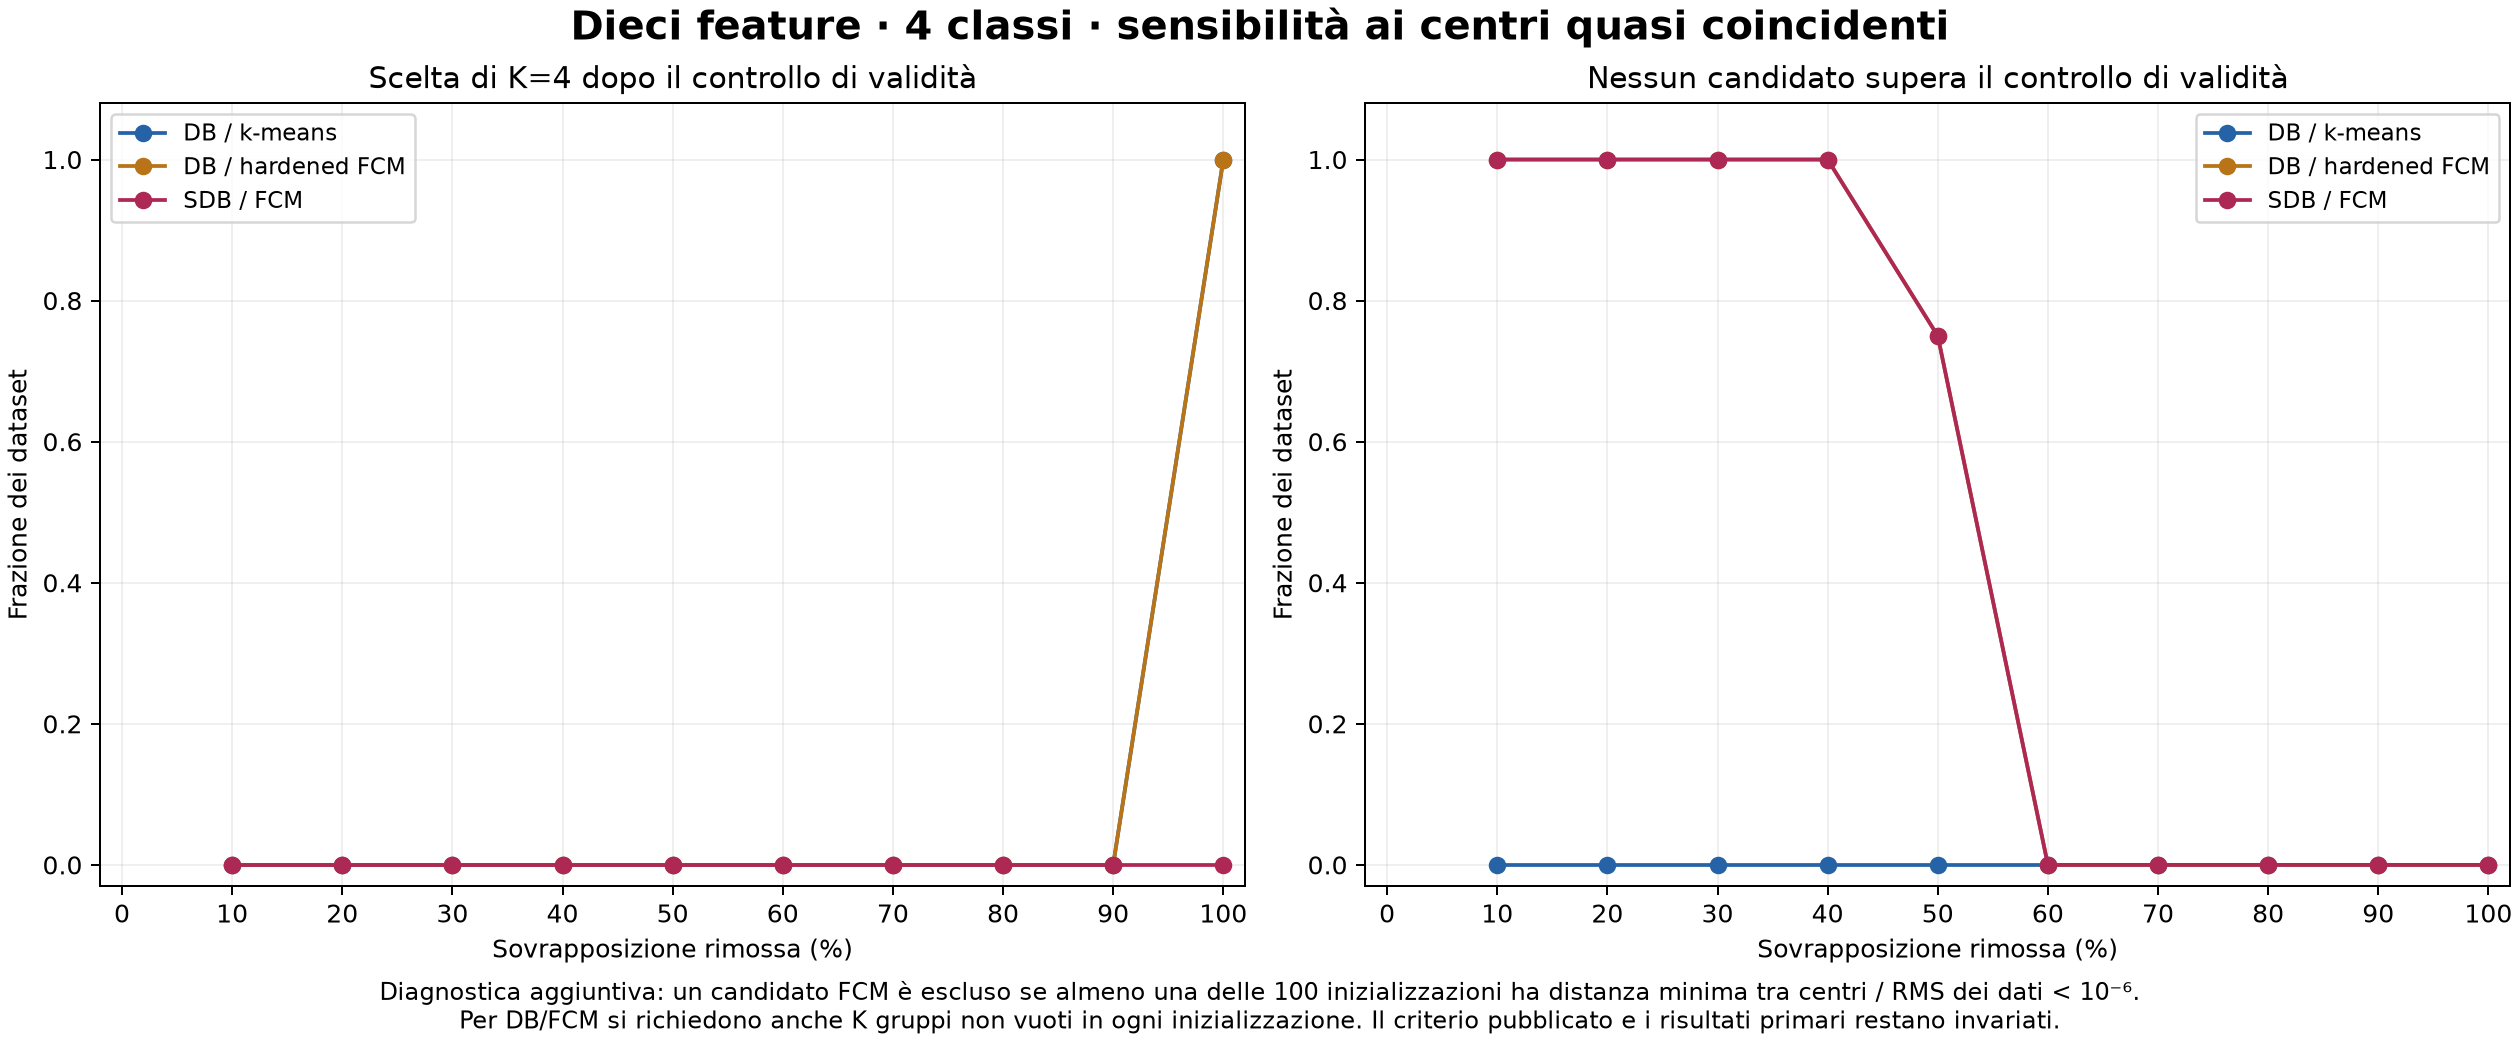 Dieci feature · 4 classi · sensibilità ai centri quasi coincidenti
Scelta di K=4 dopo il controllo di validità
DB / k-means
DB / hardened FCM
SDB / FCM
Frazione dei dataset
1.0
0.8
0.6
0.4
0.2
0.0
0 10 20 30 40 50 60 70 80 90 100
Sovrapposizione rimossa (%)
Nessun candidato supera il controllo di validità
DB / k-means
DB / hardened FCM
SDB / FCM
Frazione dei dataset
1.0
0.8
0.6
0.4
0.2
0.0
0 10 20 30 40 50 60 70 80 90 100
Sovrapposizione rimossa (%)
Diagnostica aggiuntiva: un candidato FCM è escluso se almeno una delle 100 inizializzazioni ha distanza minima tra centri / RMS dei dati < 10⁻⁶.
Per DB/FCM si richiedono anche K gruppi non vuoti in ogni inizializzazione. Il criterio pubblicato e i risultati primari restano invariati.